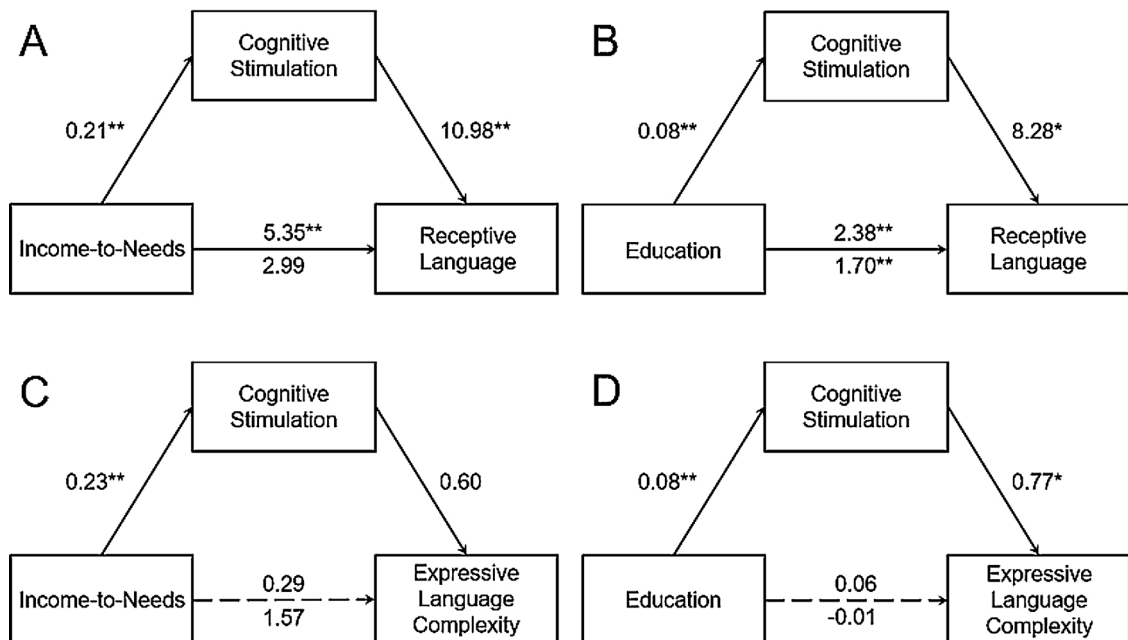 A
Cognitive
Stimulation
0.21**
10.98**
Income-to-Needs
5.35**
2.99
Receptive
Language
B
Cognitive
Stimulation
0.08**
8.28*
Education
2.38**
1.70**
Receptive
Language
C
Cognitive
Stimulation
0.23**
0.60
Income-to-Needs
0.29
1.57
Expressive
Language
Complexity
D
Cognitive
Stimulation
0.08**
0.77*
Education
0.06
-0.01
Expressive
Language
Complexity